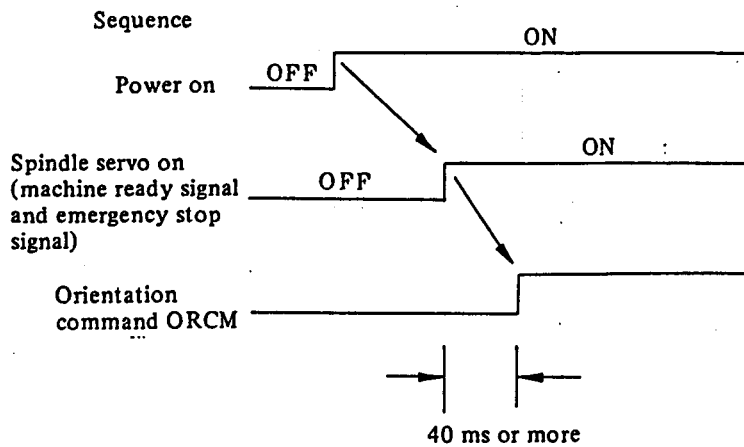 Sequence
ON
OFF
Power on
ON
Spindle servo on
(machine ready signal
and emergency stop
signal)
OFF
Orientation
command ORCM
40 ms or more